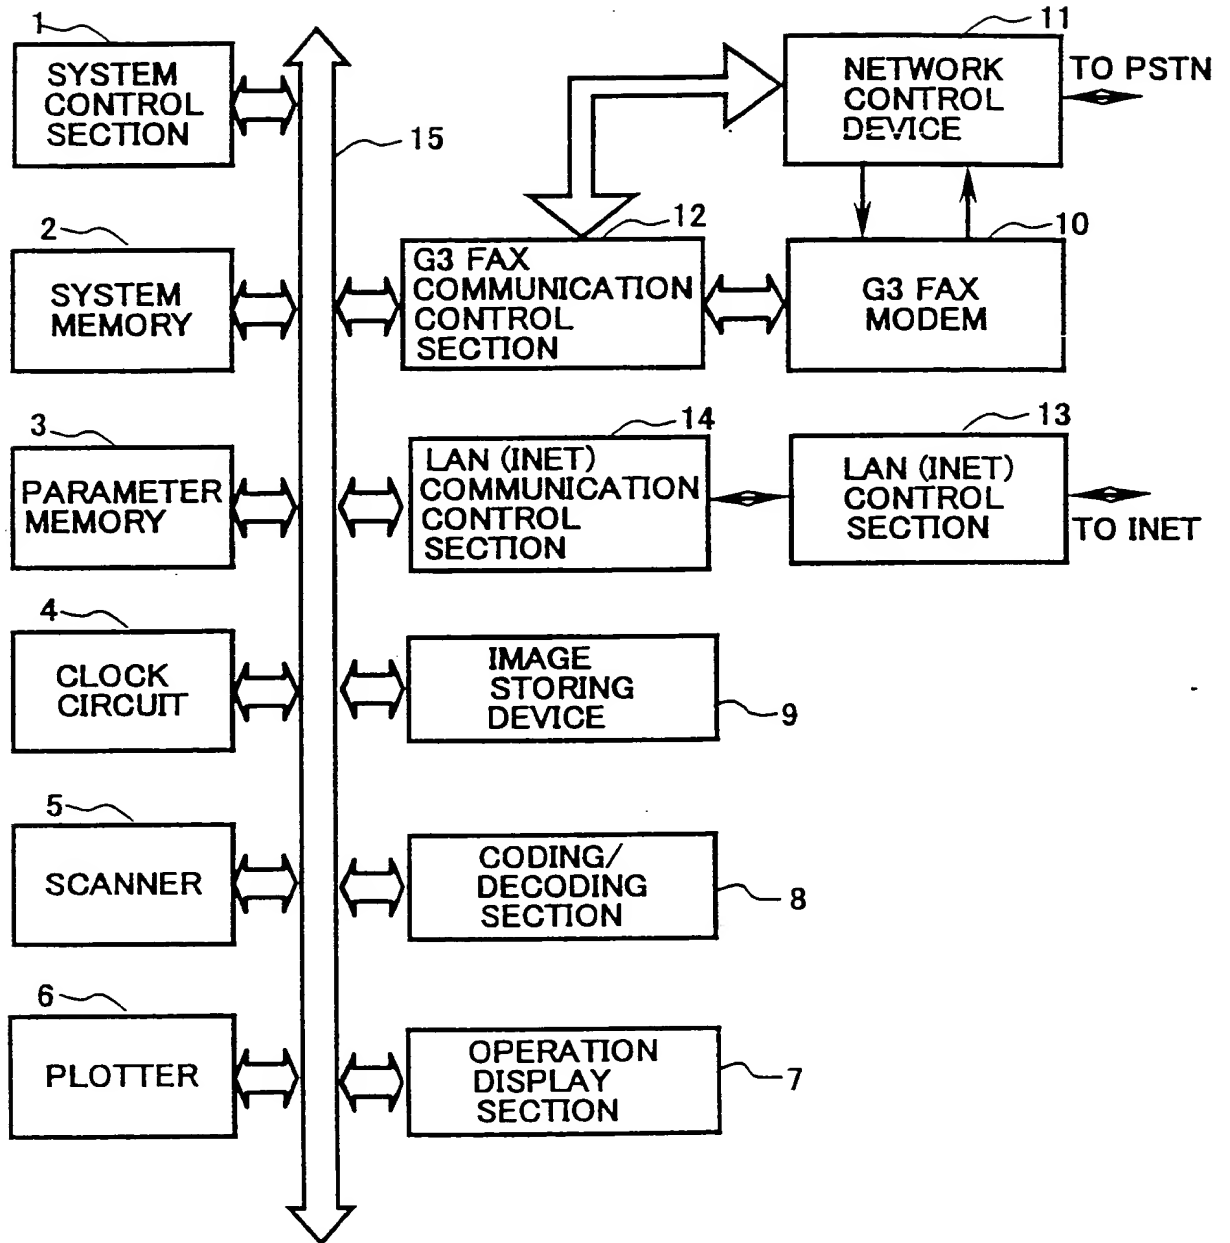 1
SYSTEM
CONTROL
SECTION
11
NETWORK
CONTROL
DEVICE
TO PSTN
15
2
SYSTEM
MEMORY
12
G3 FAX
COMMUNICATION
CONTROL
SECTION
10
G3 FAX
MODEM
3
PARAMETER
MEMORY
14
LAN (INET)
COMMUNICATION
CONTROL
SECTION
13
LAN (INET)
CONTROL
SECTION
TO INET
4
CLOCK
CIRCUIT
IMAGE
STORING
DEVICE
9
5
SCANNER
CODING/
DECODING
SECTION
8
6
PLOTTER
OPERATION
DISPLAY
SECTION
7